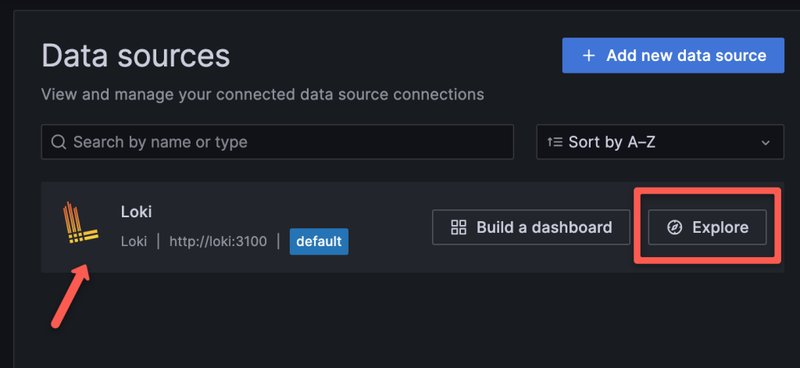 Data sources
+ Add new data source
View and manage your connected data source connections
Search by name or type
Sort by A–Z
Loki
Build a dashboard
Explore
Loki | http://loki:3100 | default